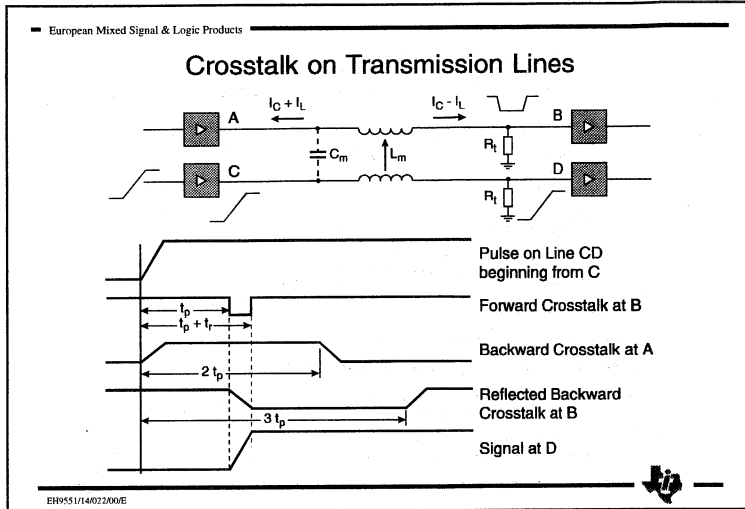 European Mixed Signal & Logic Products
Crosstalk on Transmission Lines
A
I_C + I_L
I_C - I_L
B
C_m
L_m
R_t
C
D
R_t
Pulse on Line CD
beginning from C
t_p
Forward Crosstalk at B
t_p + t_r
Backward Crosstalk at A
2 t_p
Reflected Backward
Crosstalk at B
3 t_p
Signal at D
EH9551/14/022/00/E